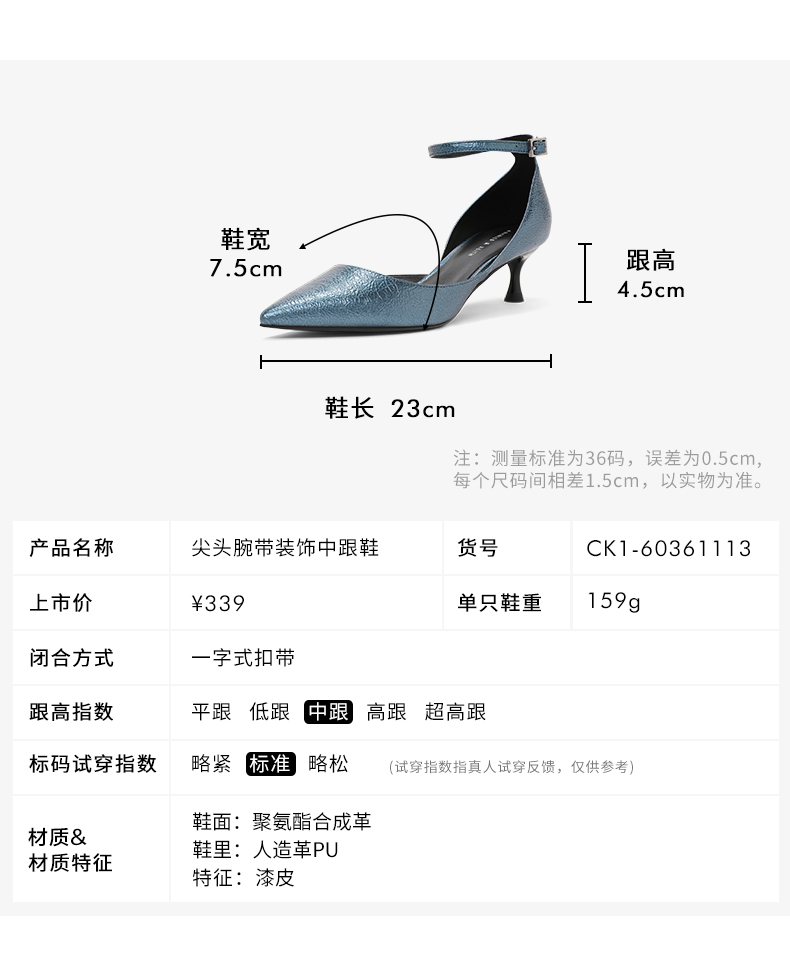 鞋宽
7.5cm
跟高
4.5cm
鞋长 23cm
注：测量标准为36码，误差为0.5cm,
每个尺码间相差1.5cm，以实物为准。
产品名称 尖头腕带装饰中跟鞋 货号 CK1-60361113
上市价 ¥339 单只鞋重 159g
闭合方式 一字式扣带
跟高指数 平跟 低跟 中跟 高跟 超高跟
标码试穿指数 略紧 标准 略松 (试穿指数指真人试穿反馈，仅供参考)
材质&
材质特征
鞋面：聚氨酯合成革
鞋里：人造革PU
特征：漆皮